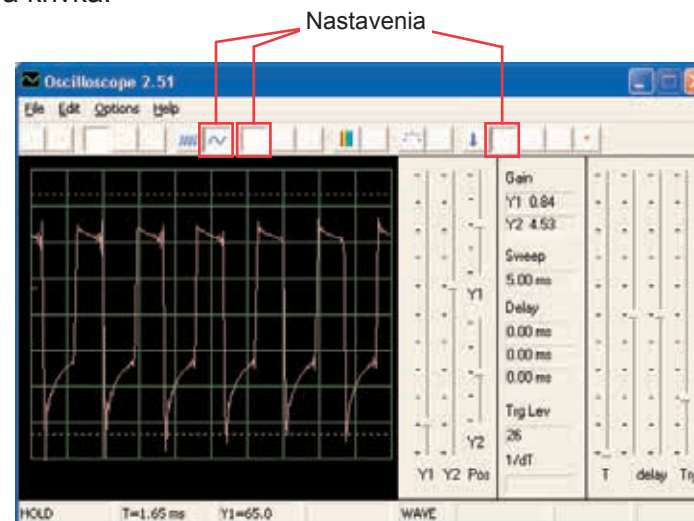 a krivka.
Nastavenia
Oscilloscope 2.51
File Edit Options Help
Gain
Y1 0.84
Y2 4.53
Sweep
5.00 ms
Y1
Delay
0.00 ms
0.00 ms
0.00 ms
Trg Lev
26
Y2
1/dT
Y1 Y2 Pos
T delay Trg
HOLD T=1.65 ms Y1=65.0 WAVE